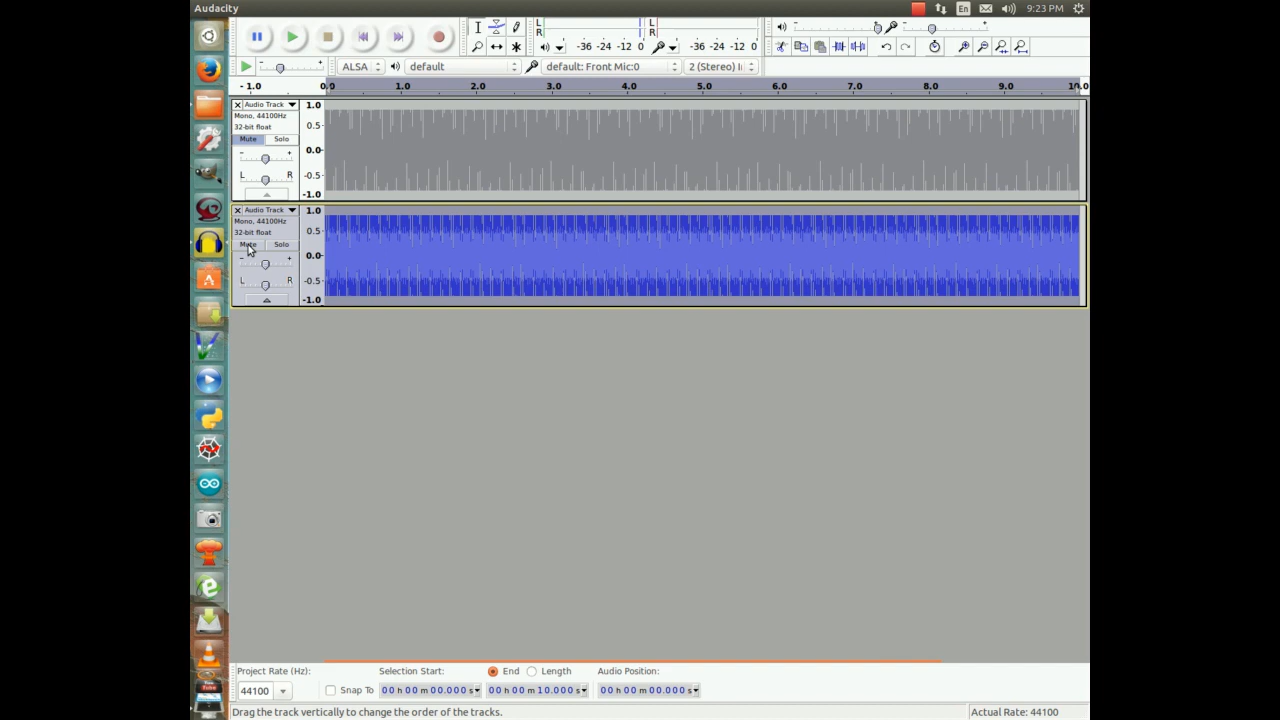 Audacity
En
9:23 PM
L
R
-36 -24 -12 0
L
R
-36 -24 -12 0
ALSA
default
default: Front Mic:0
2 (Stereo) I
- 1.0 0.0 1.0 2.0 3.0 4.0 5.0 6.0 7.0 8.0 9.0 10.0
Audio Track
Mono, 44100Hz
32-bit float
Mute Solo
- +
L R
1.0
0.5
0.0
-0.5
-1.0
Audio Track
Mono, 44100Hz
32-bit float
Mute Solo
- +
L R
1.0
0.5
0.0
-0.5
-1.0
Project Rate (Hz):
44100
Snap To
Selection Start:
00 h 00 m 00.000 s
End
Length
00 h 00 m 10.000 s
Audio Position:
00 h 00 m 00.000 s
Drag the track vertically to change the order of the tracks.
Actual Rate: 44100